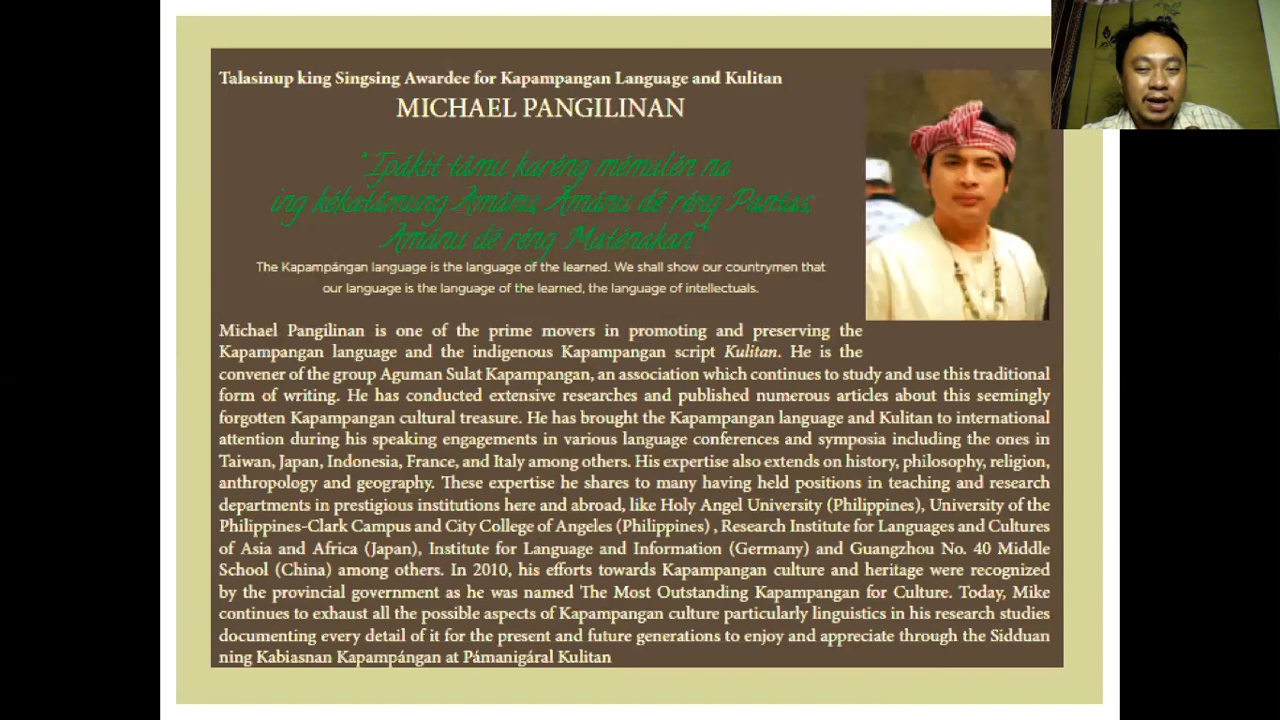 Talasinup king Singsing Awardee for Kapampangan Language and Kulitan
MICHAEL PANGILINAN
"Ipákit támu karéng mémalén na
ing kékatámung Ámánu, Ámánu dé réng Pantas,
Ámánu dé réng Maténakan"
The Kapampángan language is the language of the learned. We shall show our countrymen that
our language is the language of the learned, the language of intellectuals.
Michael Pangilinan is one of the prime movers in promoting and preserving the
Kapampangan language and the indigenous Kapampangan script Kulitan. He is the
convener of the group Aguman Sulat Kapampangan, an association which continues to study and use this traditional
form of writing. He has conducted extensive researches and published numerous articles about this seemingly
forgotten Kapampangan cultural treasure. He has brought the Kapampangan language and Kulitan to international
attention during his speaking engagements in various language conferences and symposia including the ones in
Taiwan, Japan, Indonesia, France, and Italy among others. His expertise also extends on history, philosophy, religion,
anthropology and geography. These expertise he shares to many having held positions in teaching and research
departments in prestigious institutions here and abroad, like Holy Angel University (Philippines), University of the
Philippines-Clark Campus and City College of Angeles (Philippines) , Research Institute for Languages and Cultures
of Asia and Africa (Japan), Institute for Language and Information (Germany) and Guangzhou No. 40 Middle
School (China) among others. In 2010, his efforts towards Kapampangan culture and heritage were recognized
by the provincial government as he was named The Most Outstanding Kapampangan for Culture. Today, Mike
continues to exhaust all the possible aspects of Kapampangan culture particularly linguistics in his research studies
documenting every detail of it for the present and future generations to enjoy and appreciate through the Sidduan
ning Kabiasnan Kapampángan at Pámanigáral Kulitan